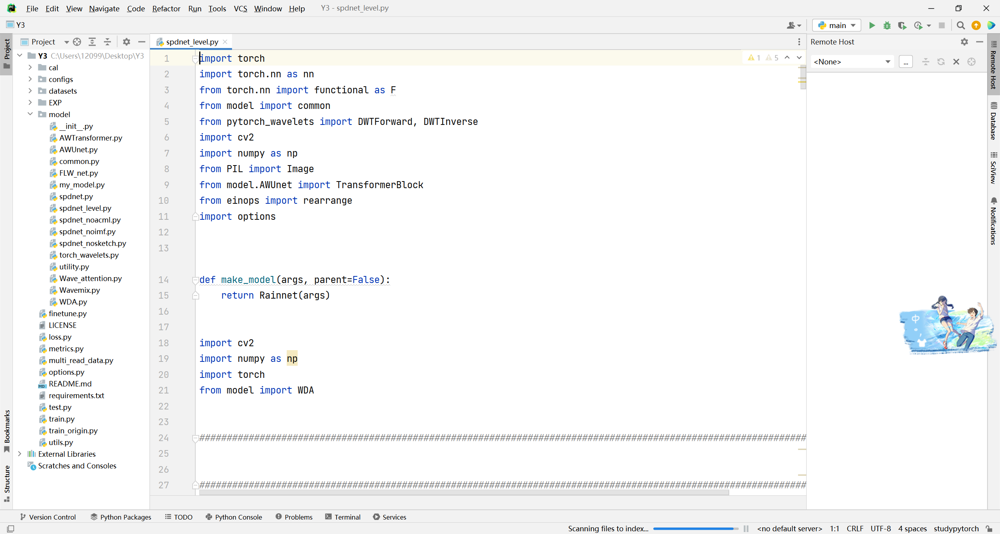 File Edit View Navigate Code Refactor Run Tools VCS Window Help Y3 - spdnet_level.py
Y3
main
Project
spdnet_level.py
Remote Host
<None>
...
Y3 C:\Users\12099\Desktop\Y3
cal
configs
datasets
EXP
model
__init__.py
AWTransformer.py
AWUnet.py
common.py
FLW_net.py
my_model.py
spdnet.py
spdnet_level.py
spdnet_noacml.py
spdnet_noimf.py
spdnet_nosketch.py
torch_wavelets.py
utility.py
Wave_attention.py
Wavemix.py
WDA.py
finetune.py
LICENSE
loss.py
metrics.py
multi_read_data.py
options.py
README.md
requirements.txt
test.py
train.py
train_origin.py
utils.py
External Libraries
Scratches and Consoles
1 import torch
2 import torch.nn as nn
3 from torch.nn import functional as F
4 from model import common
5 from pytorch_wavelets import DWTForward, DWTInverse
6 import cv2
7 import numpy as np
8 from PIL import Image
9 from model.AWUnet import TransformerBlock
10 from einops import rearrange
11 import options
12
13
14 def make_model(args, parent=False):
15     return Rainnet(args)
16
17
18 import cv2
19 import numpy as np
20 import torch
21 from model import WDA
22
23
24 ################################################################################################################
25
26
27 ################################################################################################################
1 5
Project
Bookmarks
Structure
Remote Host
Database
SciView
Notifications
中
°,
Version Control Python Packages TODO Python Console Problems Terminal Services
Scanning files to index... <no default server> 1:1 CRLF UTF-8 4 spaces studypytorch